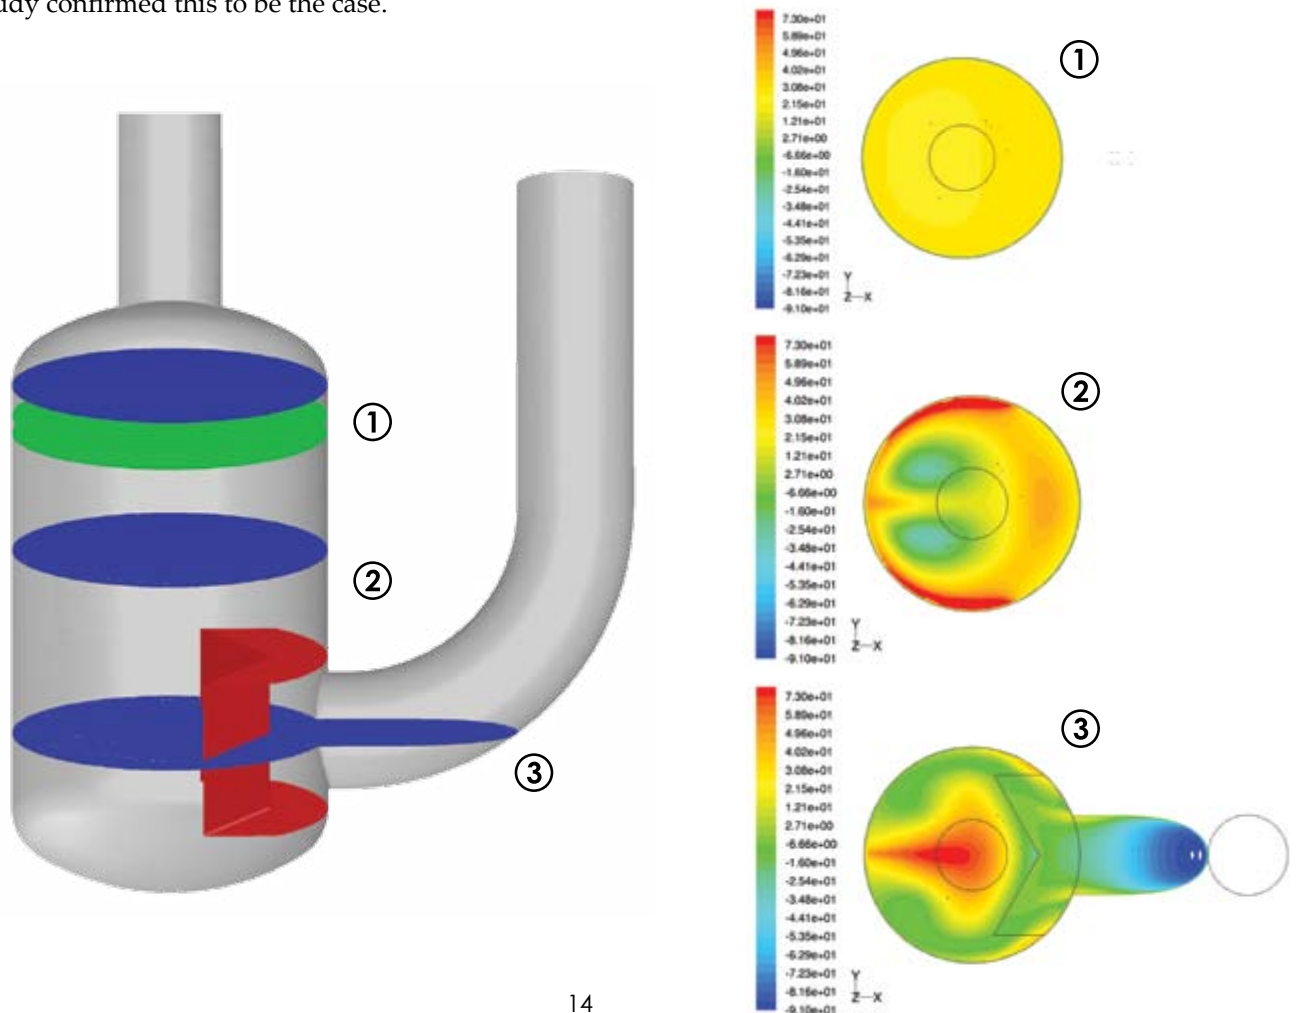 udy confirmed this to be the case.
①
②
③
14
7.30e+01
5.89e+01
4.96e+01
4.02e+01
3.08e+01
2.15e+01
1.21e+01
2.71e+00
-6.66e+00
-1.60e+01
-2.54e+01
-3.48e+01
-4.41e+01
-5.35e+01
-6.29e+01
-7.23e+01
-8.16e+01
-9.10e+01
Y
Z X
①
7.30e+01
5.89e+01
4.96e+01
4.02e+01
3.08e+01
2.15e+01
1.21e+01
2.71e+00
-6.66e+00
-1.60e+01
-2.54e+01
-3.48e+01
-4.41e+01
-5.35e+01
-6.29e+01
-7.23e+01
-8.16e+01
-9.10e+01
Y
Z X
②
7.30e+01
5.89e+01
4.96e+01
4.02e+01
3.08e+01
2.15e+01
1.21e+01
2.71e+00
-6.66e+00
-1.60e+01
-2.54e+01
-3.48e+01
-4.41e+01
-5.35e+01
-6.29e+01
-7.23e+01
-8.16e+01
-9.10e+01
Y
Z X
③